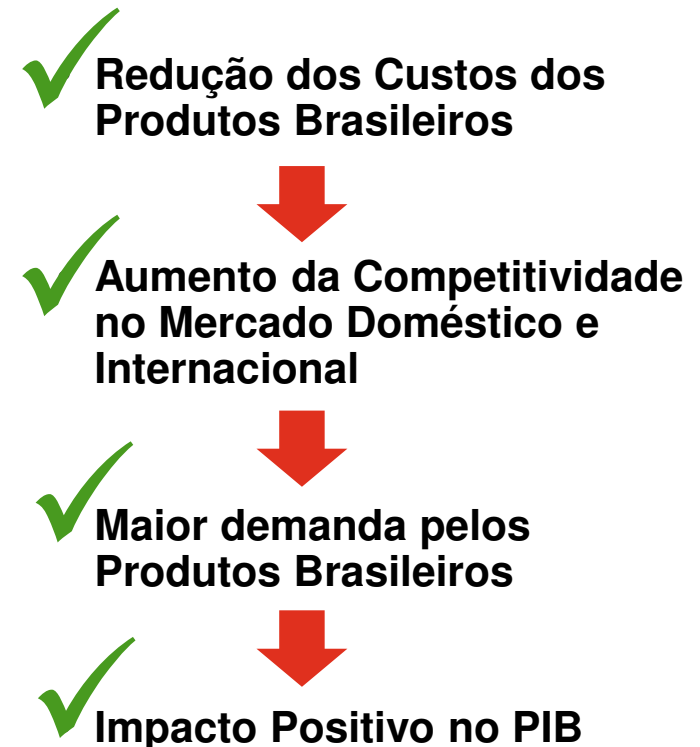 Redução dos Custos dos
Produtos Brasileiros
Aumento da Competitividade
no Mercado Doméstico e
Internacional
Maior demanda pelos
Produtos Brasileiros
Impacto Positivo no PIB